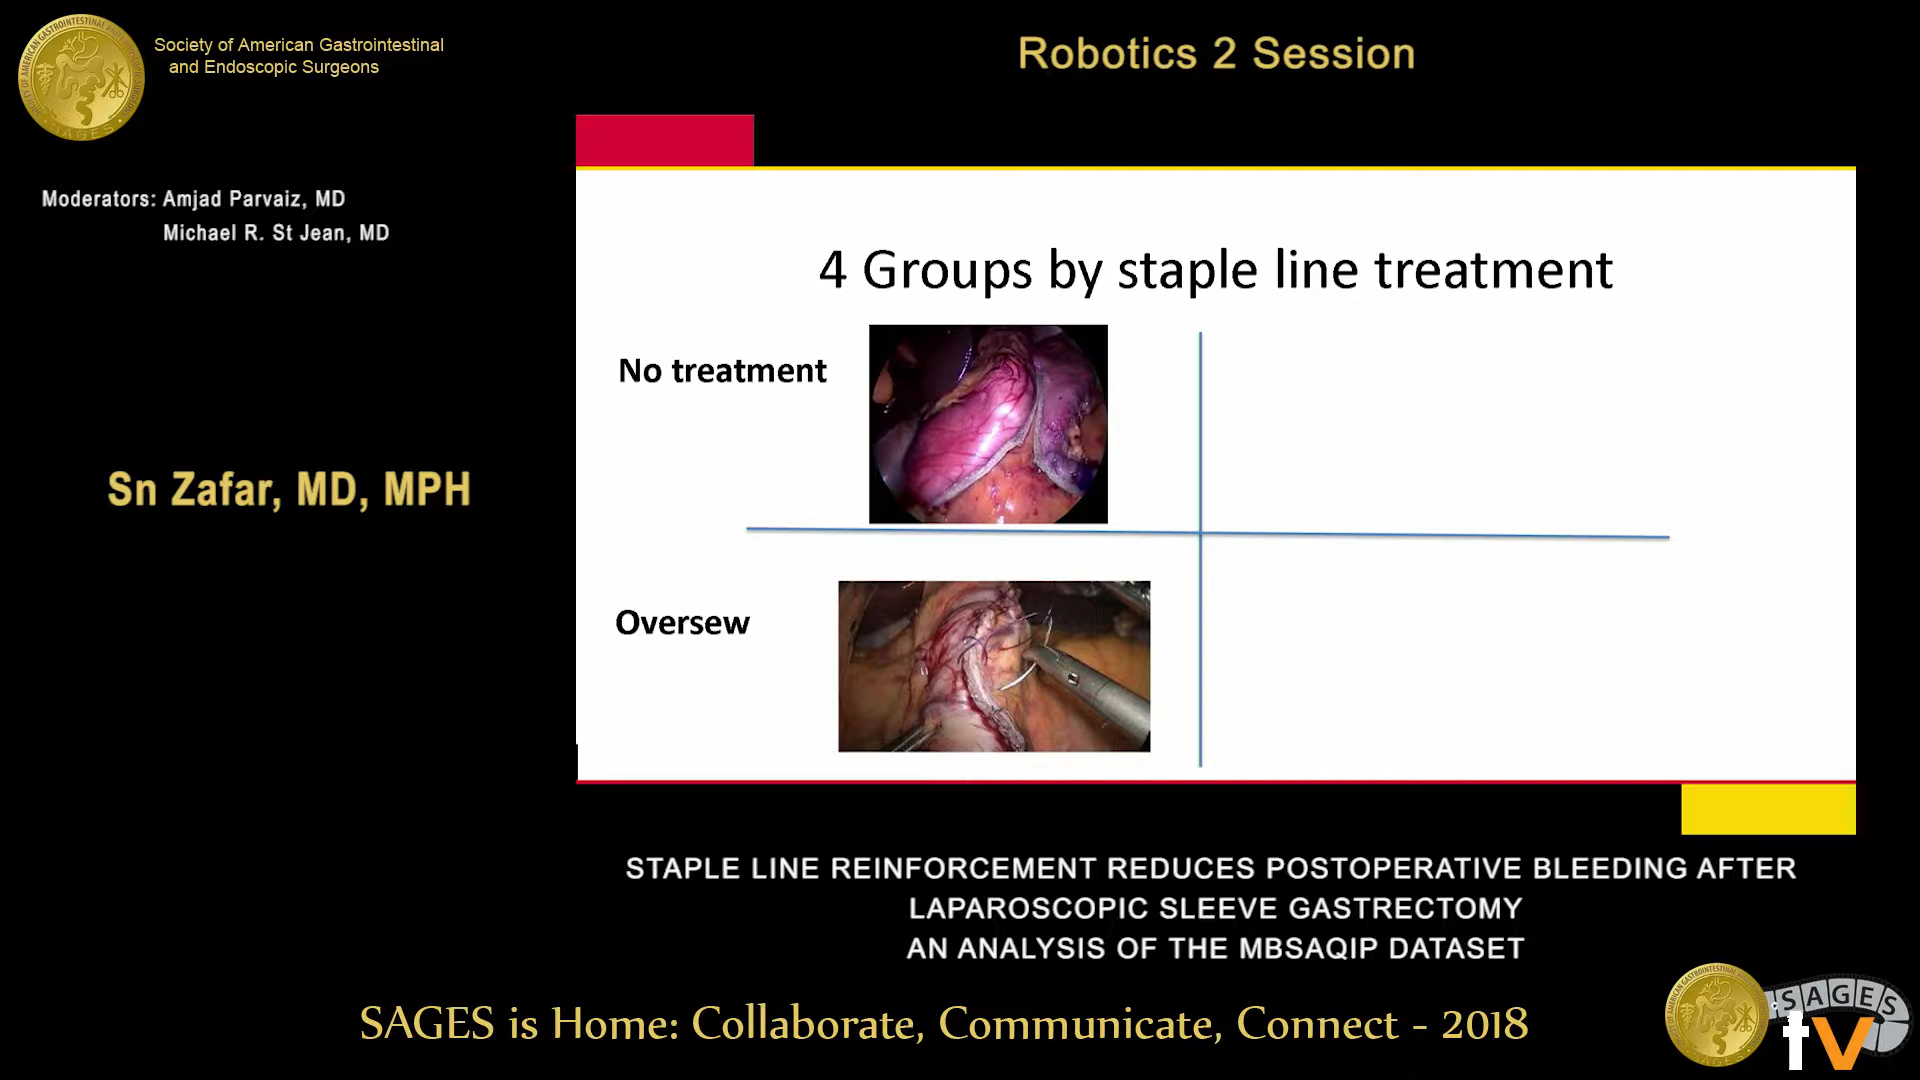 Society of American Gastrointestinal
and Endoscopic Surgeons
Robotics 2 Session
Moderators: Amjad Parvaiz, MD
Michael R. St Jean, MD
Sn Zafar, MD, MPH
4 Groups by staple line treatment
No treatment
Oversew
STAPLE LINE REINFORCEMENT REDUCES POSTOPERATIVE BLEEDING AFTER
LAPAROSCOPIC SLEEVE GASTRECTOMY
AN ANALYSIS OF THE MBSAQIP DATASET
SAGES is Home: Collaborate, Communicate, Connect - 2018
SAGES
tv